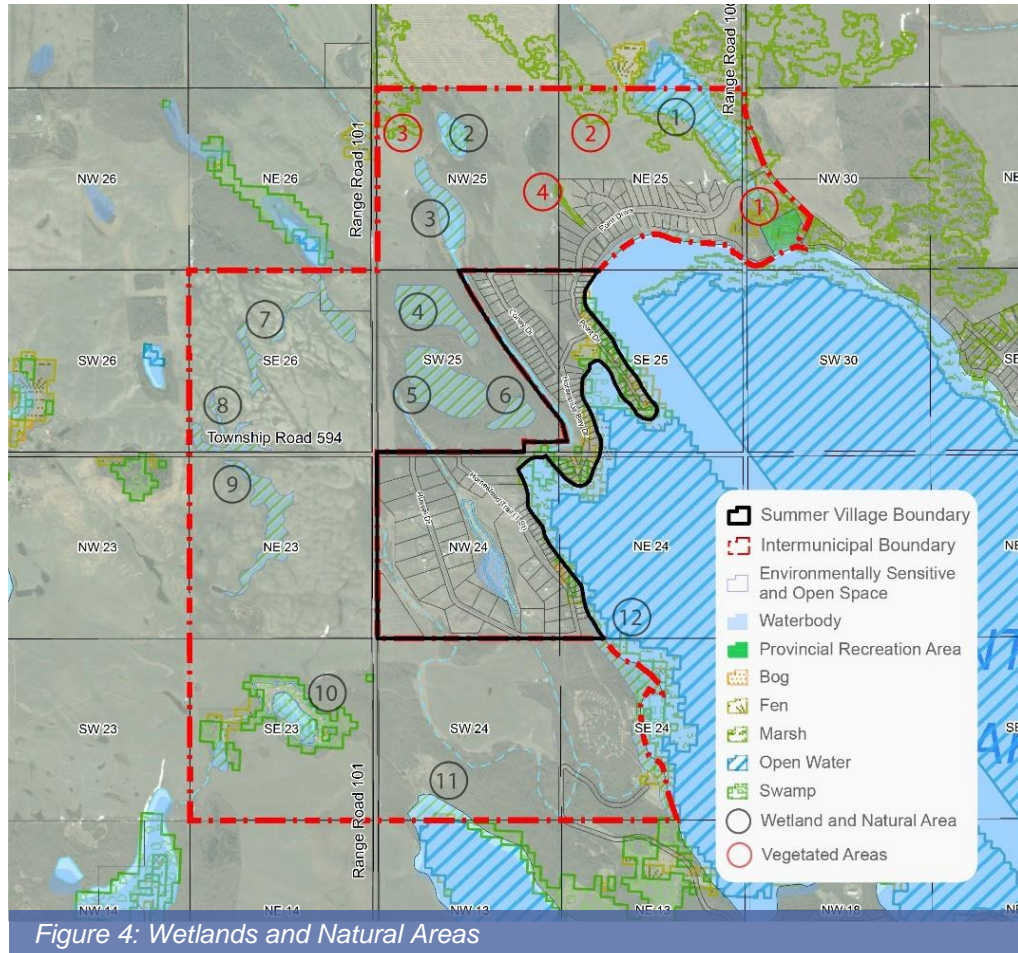 Range Road 100
Range Road 101
NW 26
NE 26
3
2
NW 25
2
1
NE 25
NW 30
NE
4
3
1
Point Drive
4
7
SW 26
SE 26
SW 25
Point Dr
SE 25
SW 30
SE
5
6
8
Township Road 594
9
NW 23
NE 23
NW 24
NE 24
12
10
SW 23
SE 23
SW 24
SE 24
11
Range Road 101
NW 14
NE 14
NW 13
SE 13
NW 18
NE
SE
Summer Village Boundary
Intermunicipal Boundary
Environmentally Sensitive
and Open Space
Waterbody
Provincial Recreation Area
Bog
Fen
Marsh
Open Water
Swamp
Wetland and Natural Area
Vegetated Areas
Figure 4: Wetlands and Natural Areas